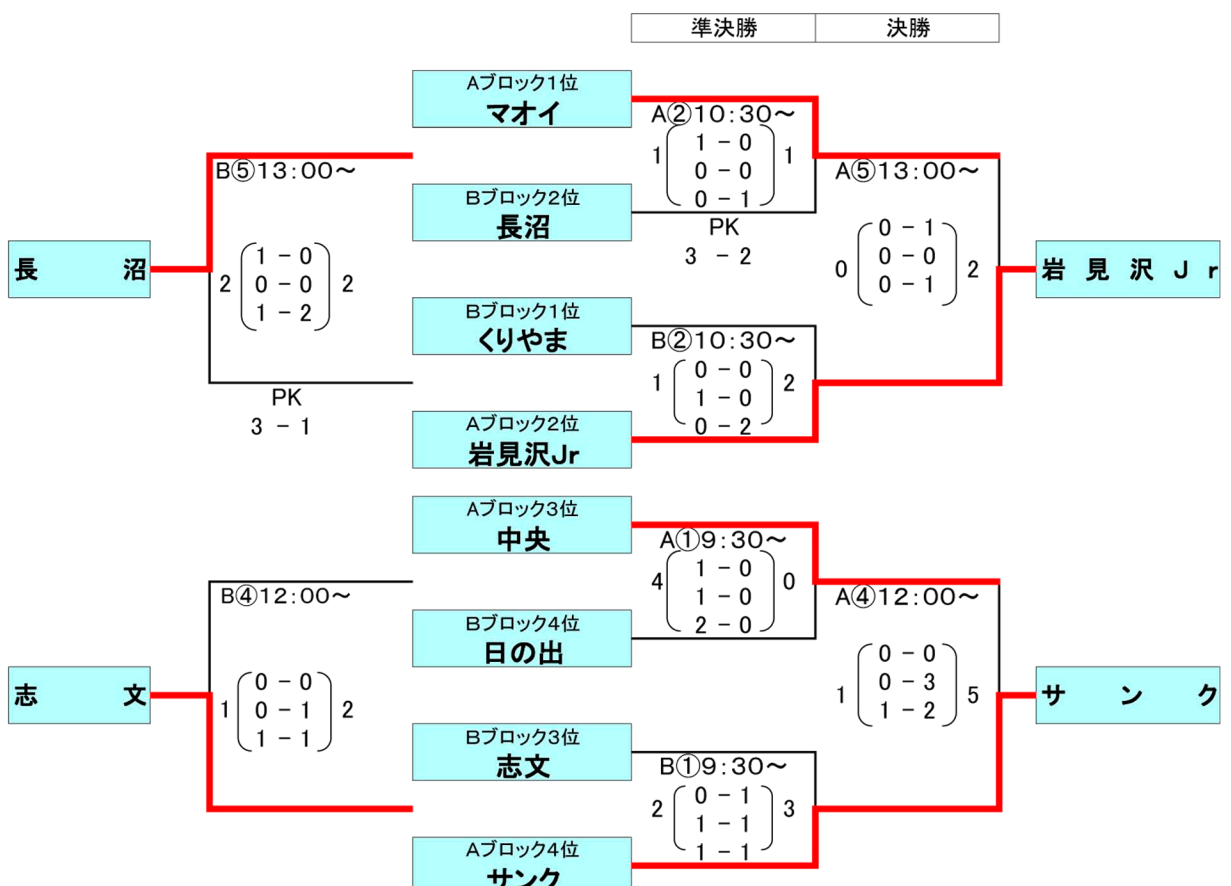 準決勝 決勝
Aブロック1位
マオイ
A②10:30~
1 1-0 1
0-0
0-1
B⑤13:00~
A⑤13:00~
Bブロック2位
長沼
PK
3 -2
長 沼
2 1-0 2
0-0
1-2
0 0-1 2
0-0
0-1
岩見沢Jr
Bブロック1位
くりやま
B②10:30~
1 0-0 2
1-0
0-2
PK
3 -1
Aブロック2位
岩見沢Jr
Aブロック3位
中央
A①9:30~
4 1-0 0
1-0
2-0
B④12:00~
A④12:00~
Bブロック4位
日の出
志 文
1 0-0 2
0-1
1-1
1 0-0 5
0-3
1-2
サンク
Bブロック3位
志文
B①9:30~
2 0-1 3
1-1
1-1
Aブロック4位
サンク